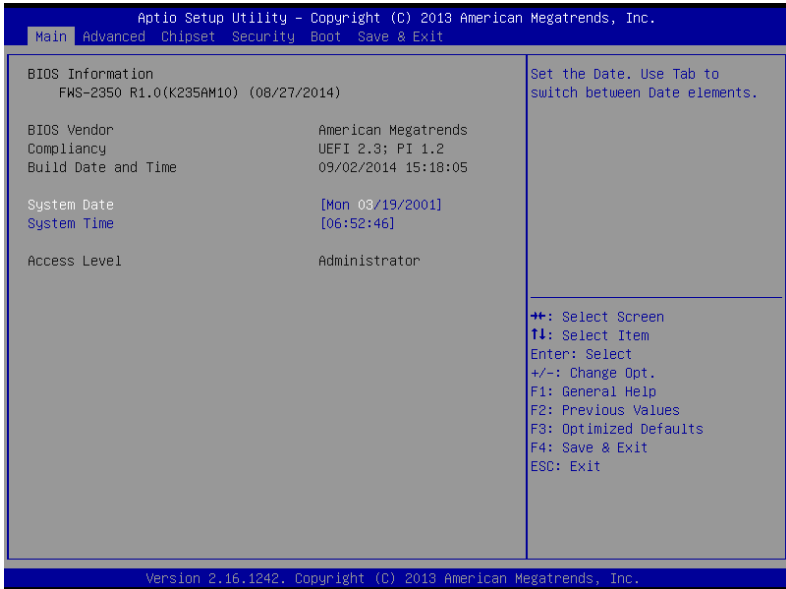 Aptio Setup Utility – Copyright (C) 2013 American Megatrends, Inc.
Main Advanced Chipset Security Boot Save & Exit
BIOS Information
FWS-2350 R1.0(K235AM10) (08/27/2014)
BIOS Vendor American Megatrends
Compliancy UEFI 2.3; PI 1.2
Build Date and Time 09/02/2014 15:18:05
System Date [Mon 03/19/2001]
System Time [06:52:46]
Access Level Administrator
Set the Date. Use Tab to
switch between Date elements.
→←: Select Screen
↑↓: Select Item
Enter: Select
+/-: Change Opt.
F1: General Help
F2: Previous Values
F3: Optimized Defaults
F4: Save & Exit
ESC: Exit
Version 2.16.1242. Copyright (C) 2013 American Megatrends, Inc.